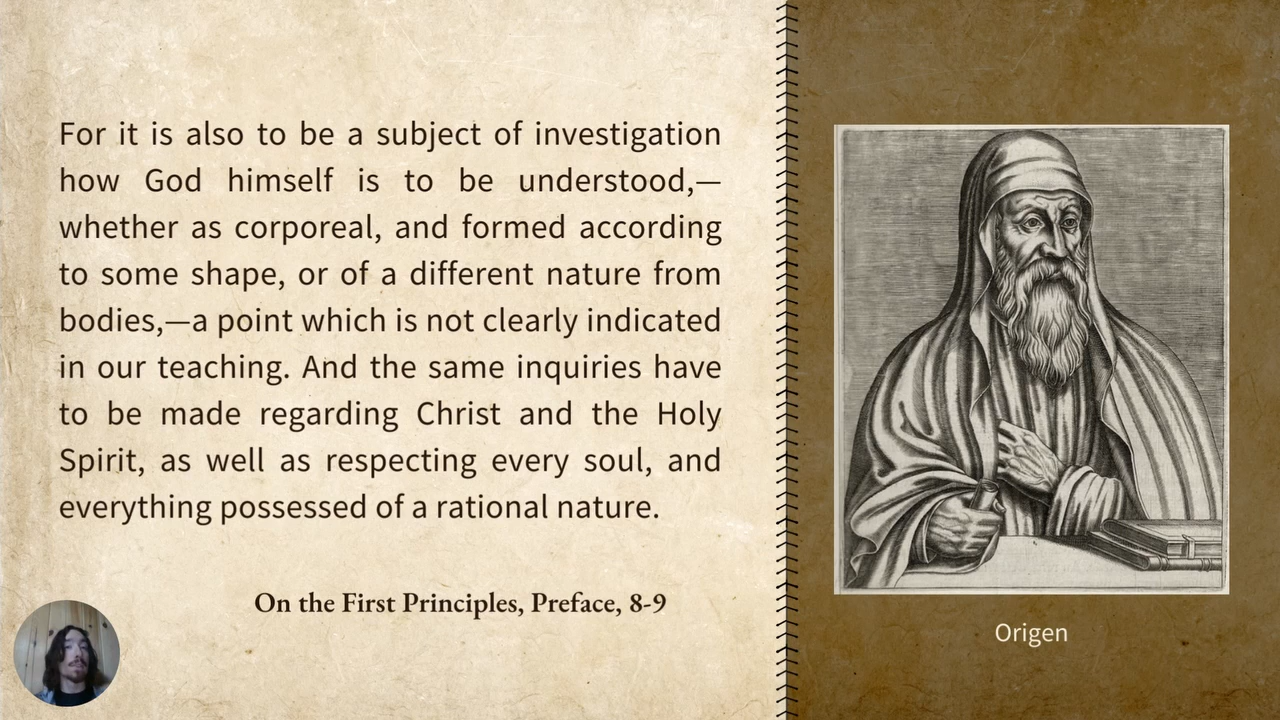 For it is also to be a subject of investigation
how God himself is to be understood,—
whether as corporeal, and formed according
to some shape, or of a different nature from
bodies,—a point which is not clearly indicated
in our teaching. And the same inquiries have
to be made regarding Christ and the Holy
Spirit, as well as respecting every soul, and
everything possessed of a rational nature.
On the First Principles, Preface, 8-9
Origen